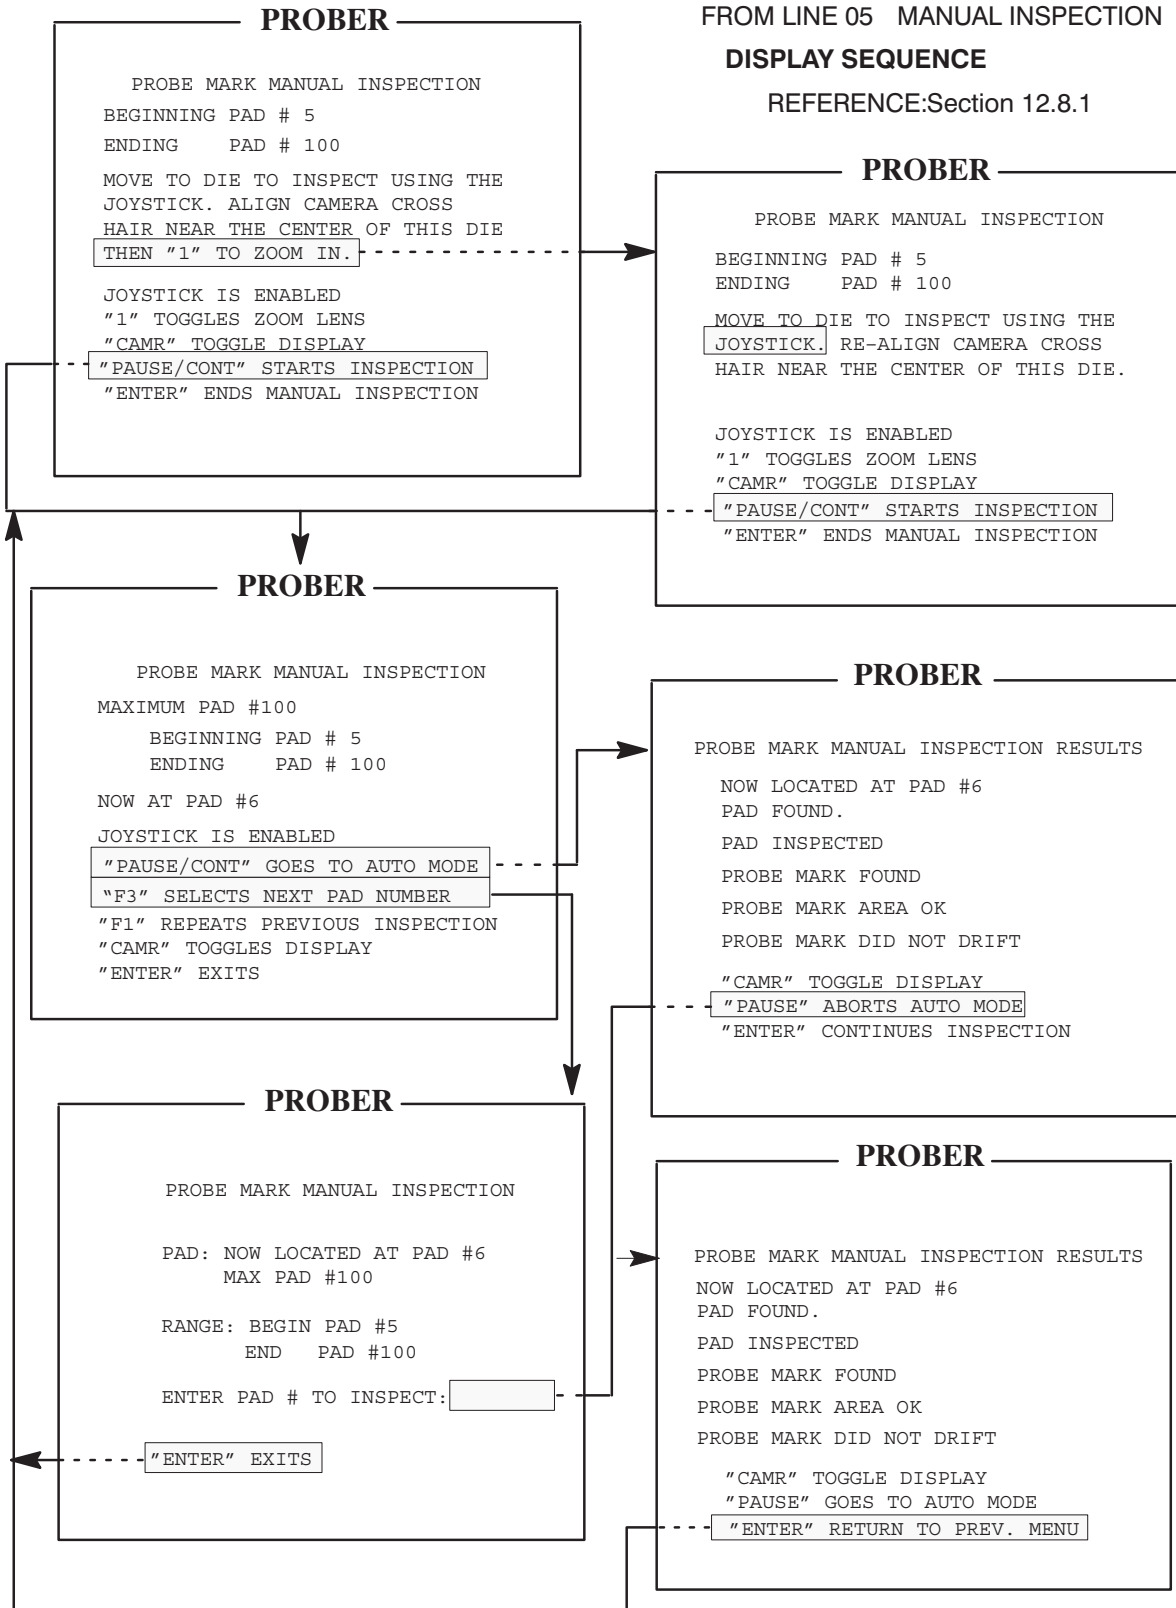 FROM LINE 05 MANUAL INSPECTION
DISPLAY SEQUENCE
REFERENCE:Section 12.8.1
PROBER
PROBE MARK MANUAL INSPECTION
BEGINNING PAD # 5
ENDING PAD # 100
MOVE TO DIE TO INSPECT USING THE
JOYSTICK. ALIGN CAMERA CROSS
HAIR NEAR THE CENTER OF THIS DIE
THEN "1" TO ZOOM IN.
JOYSTICK IS ENABLED
"1" TOGGLES ZOOM LENS
"CAMR" TOGGLE DISPLAY
"PAUSE/CONT" STARTS INSPECTION
"ENTER" ENDS MANUAL INSPECTION
PROBER
PROBE MARK MANUAL INSPECTION
BEGINNING PAD # 5
ENDING PAD # 100
MOVE TO DIE TO INSPECT USING THE
JOYSTICK. RE-ALIGN CAMERA CROSS
HAIR NEAR THE CENTER OF THIS DIE.
JOYSTICK IS ENABLED
"1" TOGGLES ZOOM LENS
"CAMR" TOGGLE DISPLAY
"PAUSE/CONT" STARTS INSPECTION
"ENTER" ENDS MANUAL INSPECTION
PROBER
PROBE MARK MANUAL INSPECTION
MAXIMUM PAD #100
BEGINNING PAD # 5
ENDING PAD # 100
NOW AT PAD #6
JOYSTICK IS ENABLED
"PAUSE/CONT" GOES TO AUTO MODE
"F3" SELECTS NEXT PAD NUMBER
"F1" REPEATS PREVIOUS INSPECTION
"CAMR" TOGGLES DISPLAY
"ENTER" EXITS
PROBER
PROBE MARK MANUAL INSPECTION RESULTS
NOW LOCATED AT PAD #6
PAD FOUND.
PAD INSPECTED
PROBE MARK FOUND
PROBE MARK AREA OK
PROBE MARK DID NOT DRIFT
"CAMR" TOGGLE DISPLAY
"PAUSE" ABORTS AUTO MODE
"ENTER" CONTINUES INSPECTION
PROBER
PROBE MARK MANUAL INSPECTION
PAD: NOW LOCATED AT PAD #6
MAX PAD #100
RANGE: BEGIN PAD #5
END PAD #100
ENTER PAD # TO INSPECT:
"ENTER" EXITS
PROBER
PROBE MARK MANUAL INSPECTION RESULTS
NOW LOCATED AT PAD #6
PAD FOUND.
PAD INSPECTED
PROBE MARK FOUND
PROBE MARK AREA OK
PROBE MARK DID NOT DRIFT
"CAMR" TOGGLE DISPLAY
"PAUSE" GOES TO AUTO MODE
"ENTER" RETURN TO PREV. MENU